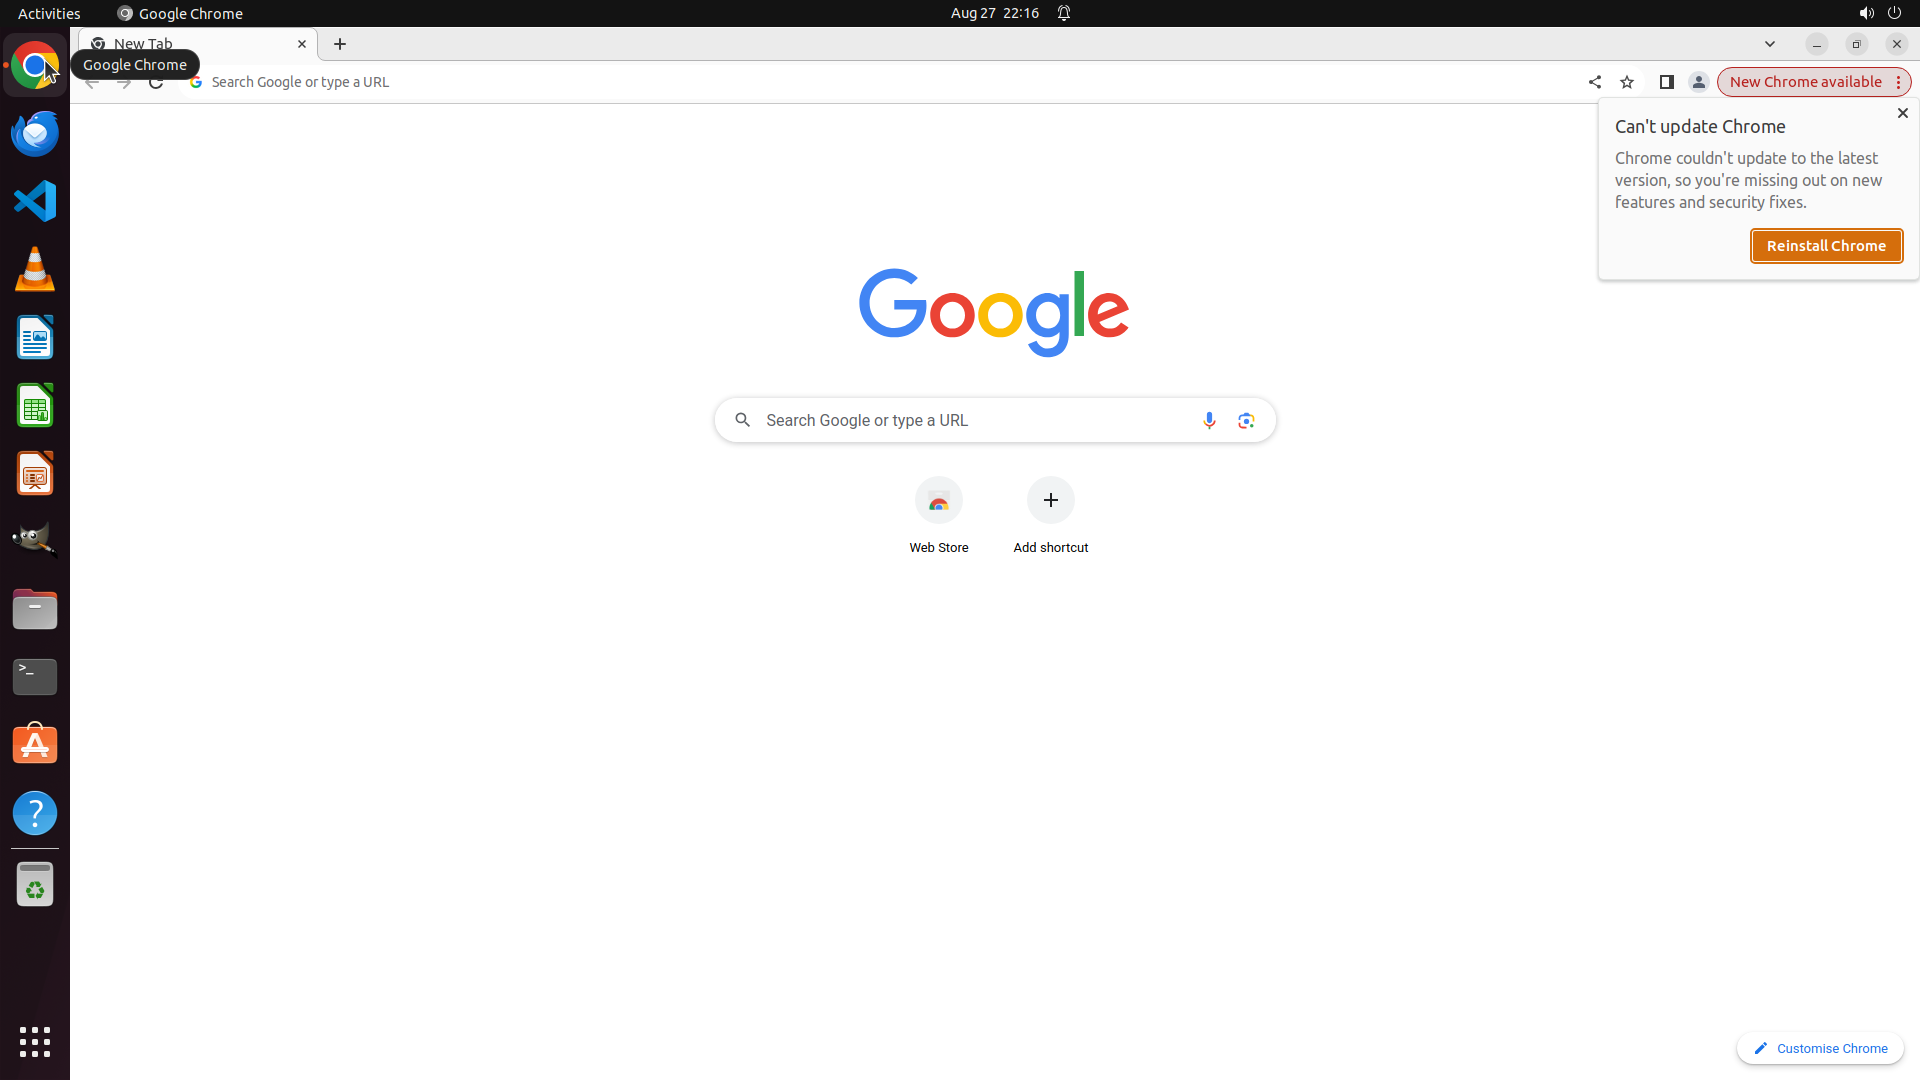 Activities
Google Chrome
Aug 27 22:16
New Tab
Google Chrome
Search Google or type a URL
New Chrome available
Can't update Chrome
Chrome couldn't update to the latest
version, so you're missing out on new
features and security fixes.
Reinstall Chrome
Google
Search Google or type a URL
Web Store
Add shortcut
>_
?
Customise Chrome